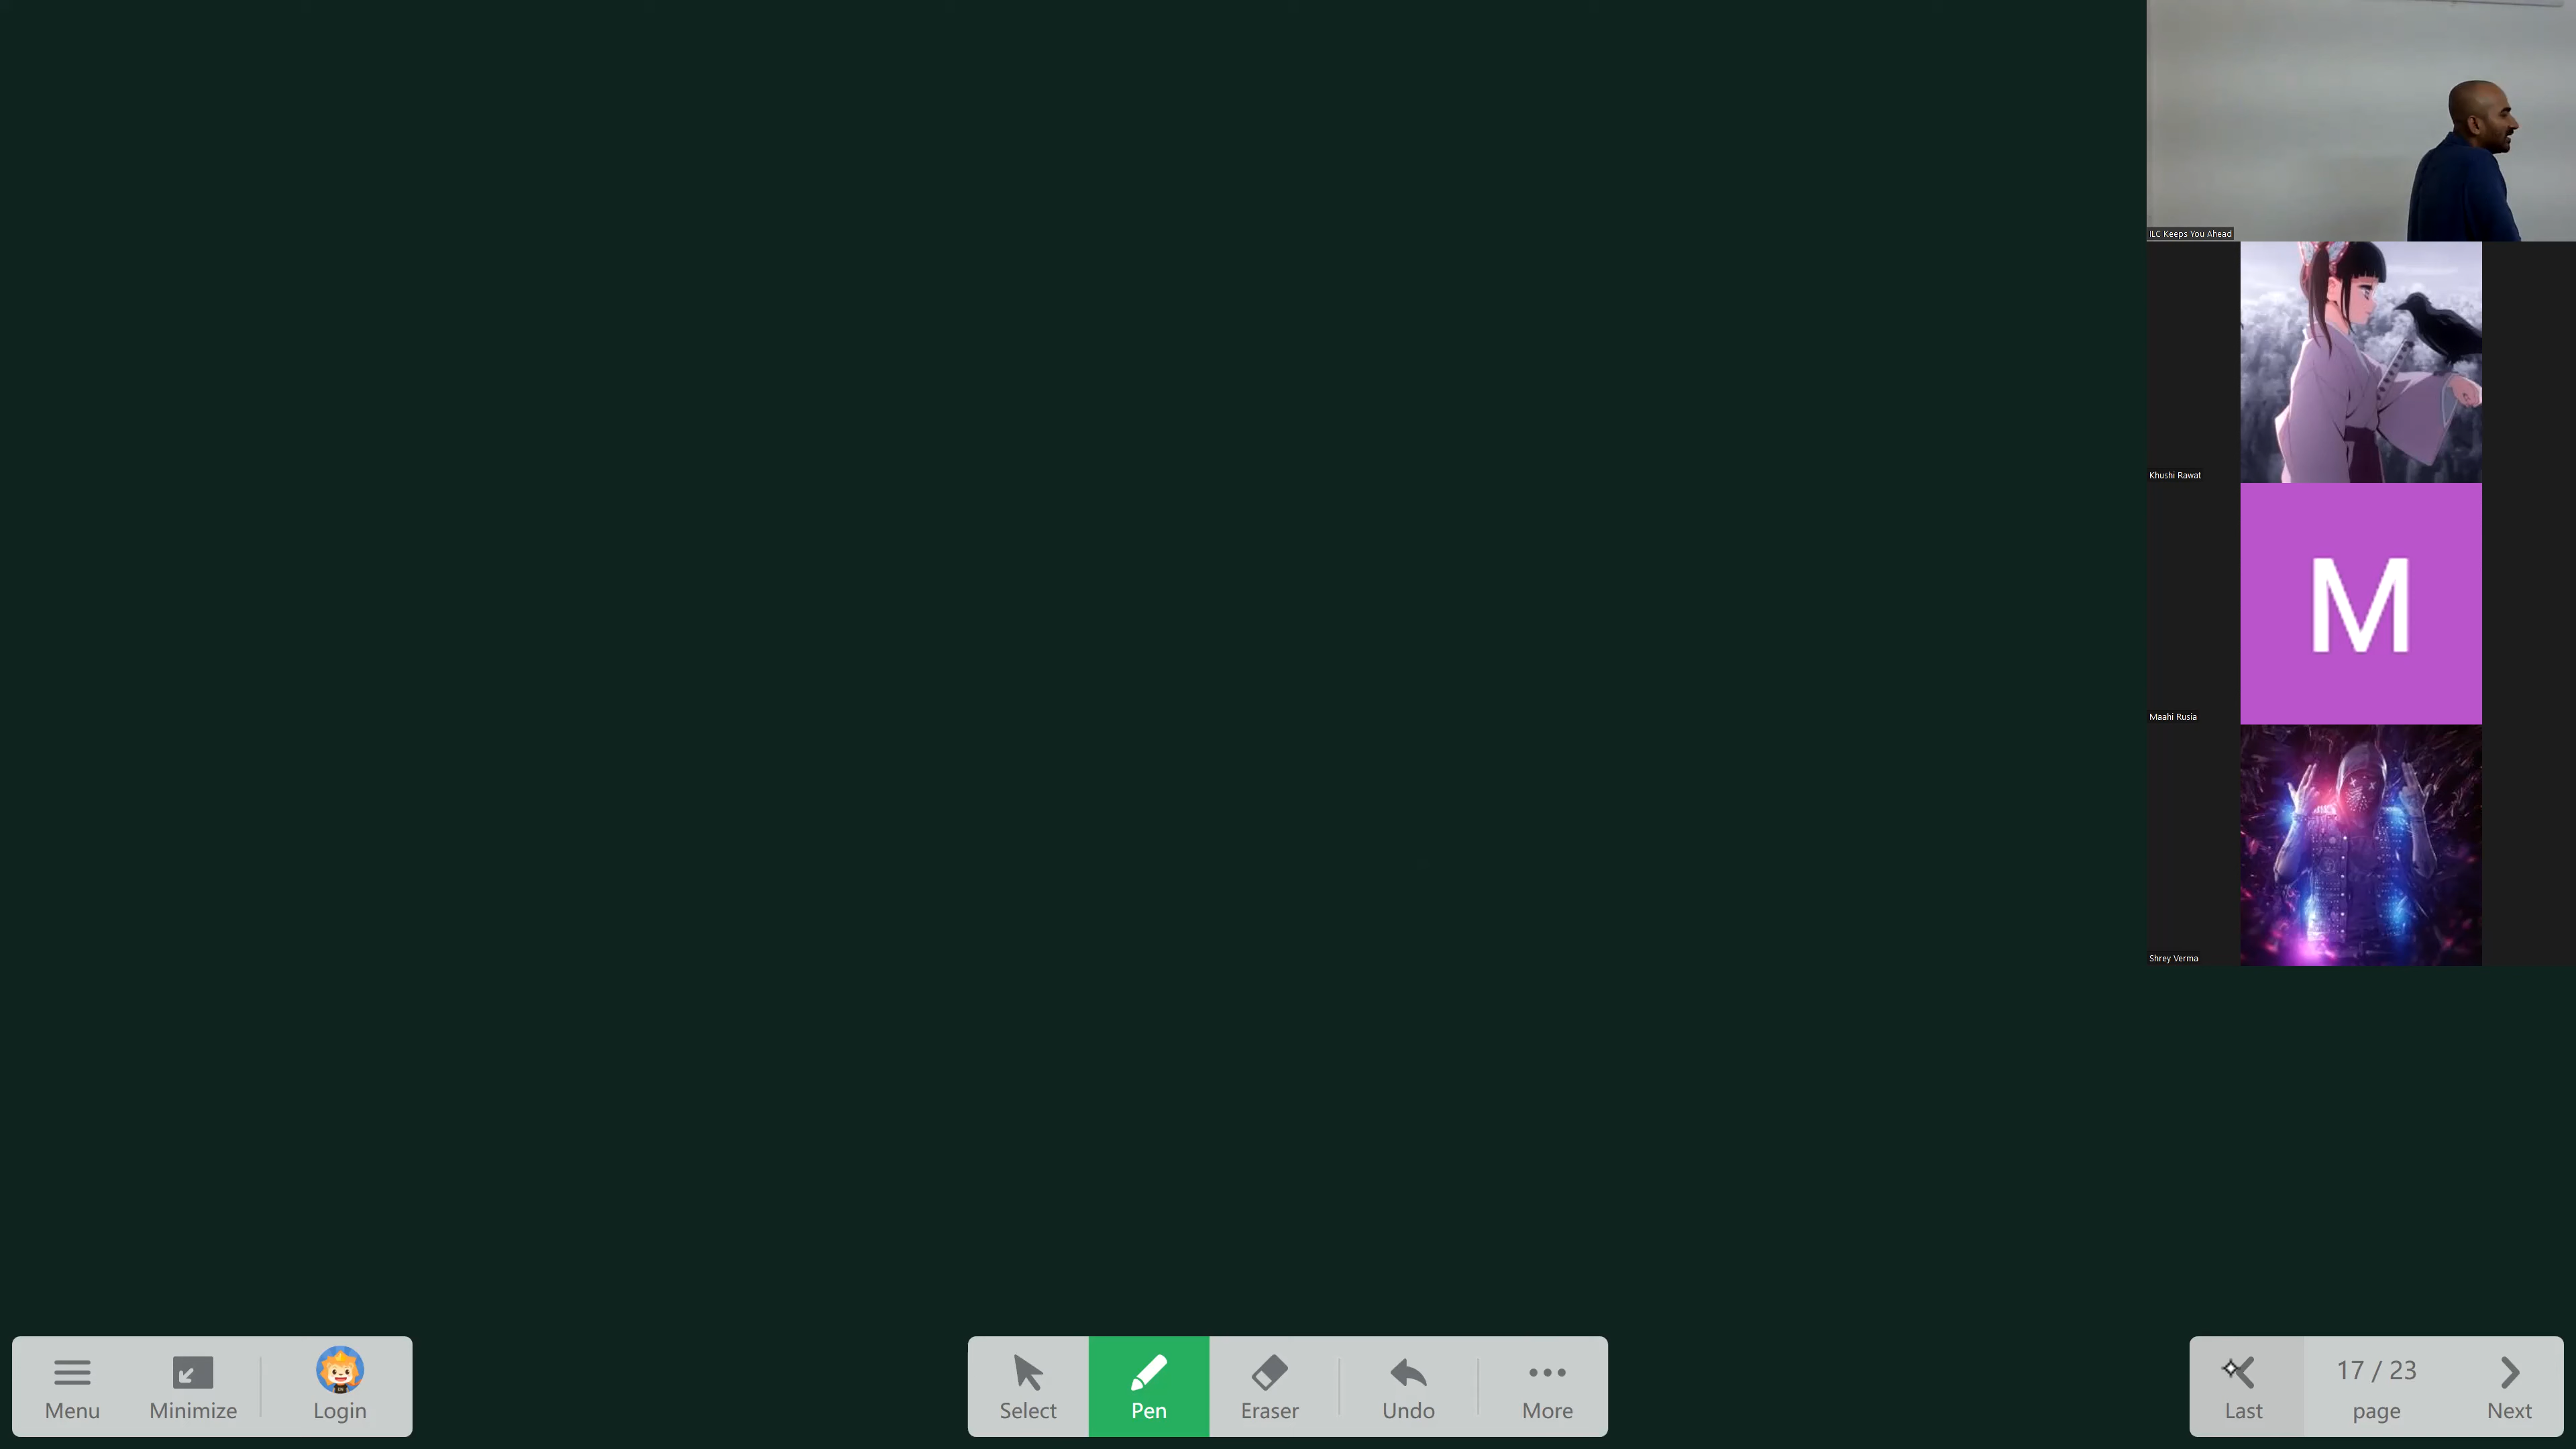 ILC Keeps You Ahead
Khushi Rawat
M
Maahi Rusia
Shrey Verma
Menu
Minimize
Login
Select
Pen
Eraser
Undo
More
Last
17 / 23
page
Next